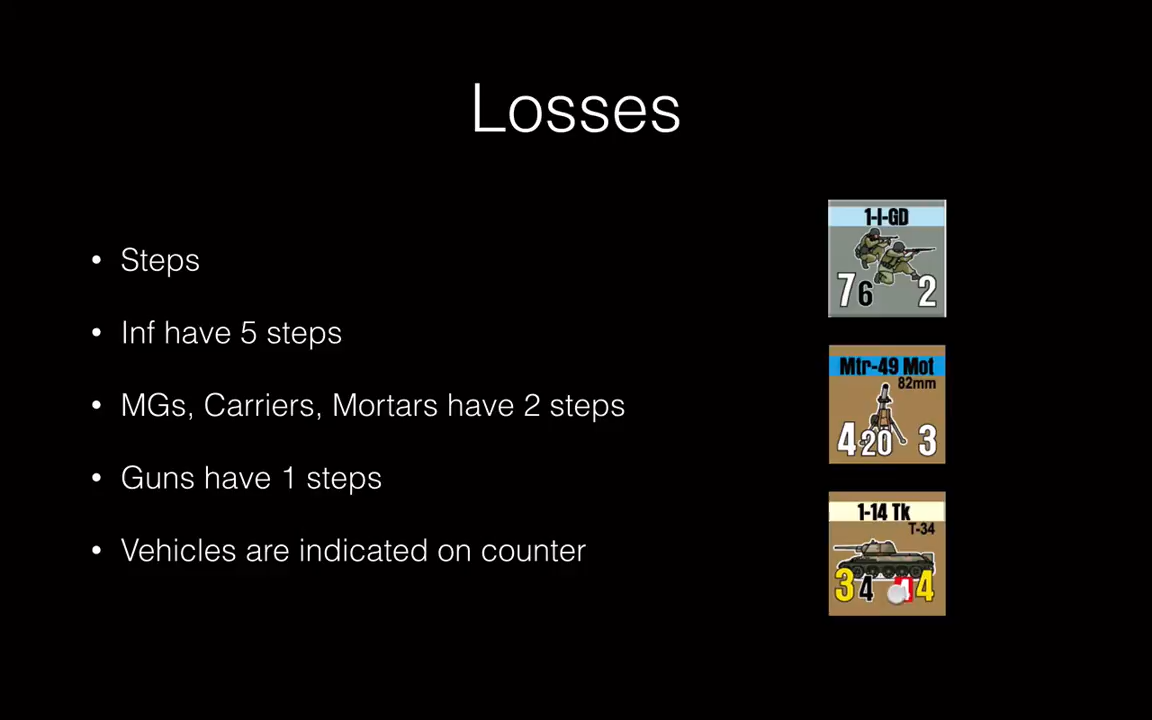 Losses
• Steps
• Inf have 5 steps
• MGs, Carriers, Mortars have 2 steps
• Guns have 1 steps
• Vehicles are indicated on counter
1-I-GD
7 6 2
Mtr-49 Mot
82mm
4 20 3
1-14 Tk
T-34
3 4 4